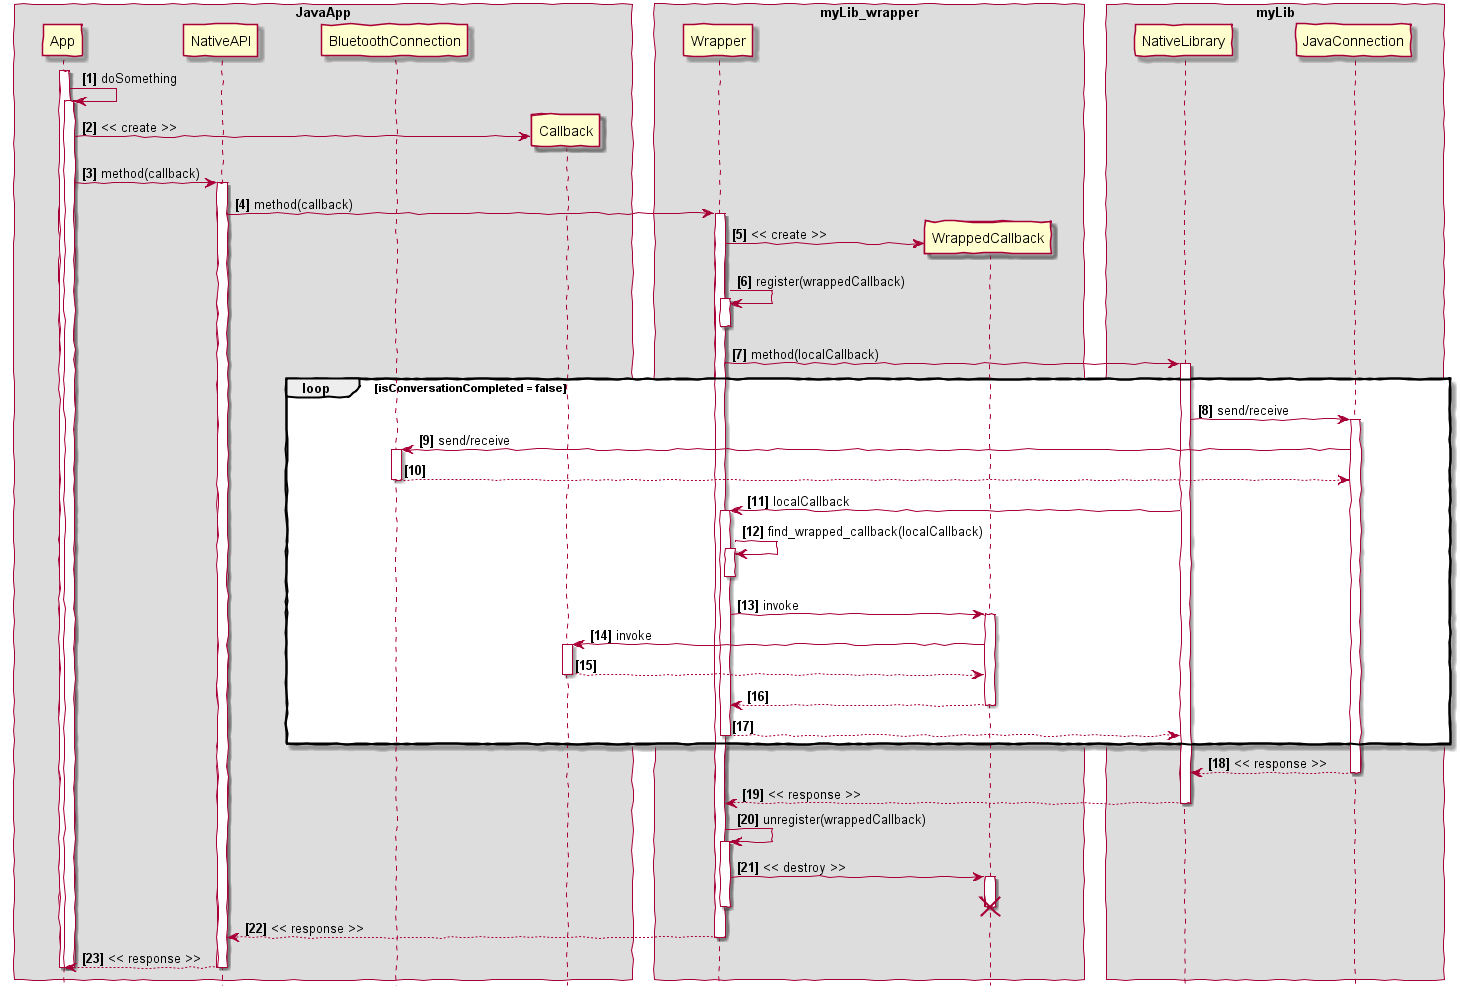 JavaApp
myLib_wrapper
myLib
App
NativeAPI
BluetoothConnection
Wrapper
NativeLibrary
JavaConnection
[1] doSomething
[2] << create >>
Callback
[3] method(callback)
[4] method(callback)
[5] << create >>
WrappedCallback
[6] register(wrappedCallback)
[7] method(localCallback)
loop
[isConversationCompleted = false]
[8] send/receive
[9] send/receive
[10]
[11] localCallback
[12] find_wrapped_callback(localCallback)
[13] invoke
[14] invoke
[15]
[16]
[17]
[18] << response >>
[19] << response >>
[20] unregister(wrappedCallback)
[21] << destroy >>
[22] << response >>
[23] << response >>